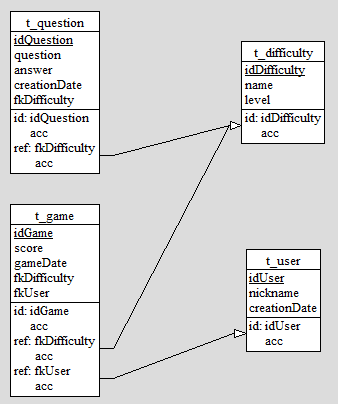 t_question
idQuestion
question
answer
creationDate
fkDifficulty
id: idQuestion
acc
ref: fkDifficulty
acc
t_difficulty
idDifficulty
name
level
id: idDifficulty
acc
t_game
idGame
score
gameDate
fkDifficulty
fkUser
id: idGame
acc
ref: fkDifficulty
acc
ref: fkUser
acc
t_user
idUser
nickname
creationDate
id: idUser
acc